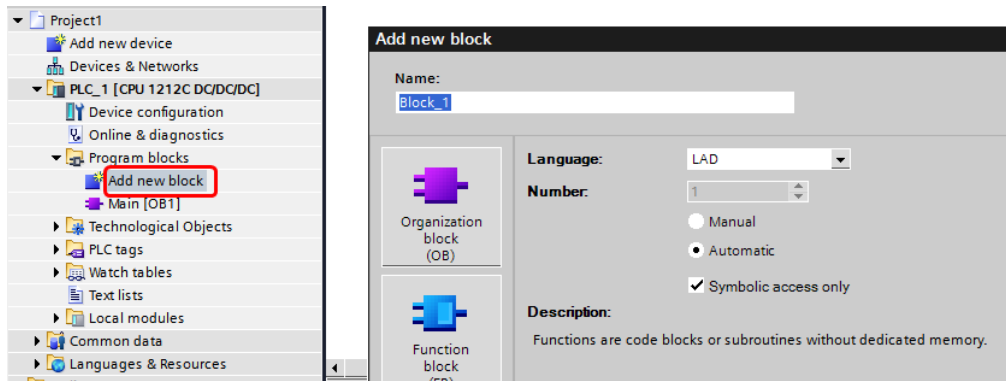 Project1
Add new device
Devices & Networks
PLC_1 [CPU 1212C DC/DC/DC]
Device configuration
Online & diagnostics
Program blocks
Add new block
Main [OB1]
Technological Objects
PLC tags
Watch tables
Text lists
Local modules
Common data
Languages & Resources
Add new block
Name:
Block_1
Organization
block
(OB)
Function
block
(FB)
Language:
LAD
Number:
1
Manual
Automatic
Symbolic access only
Description:
Functions are code blocks or subroutines without dedicated memory.